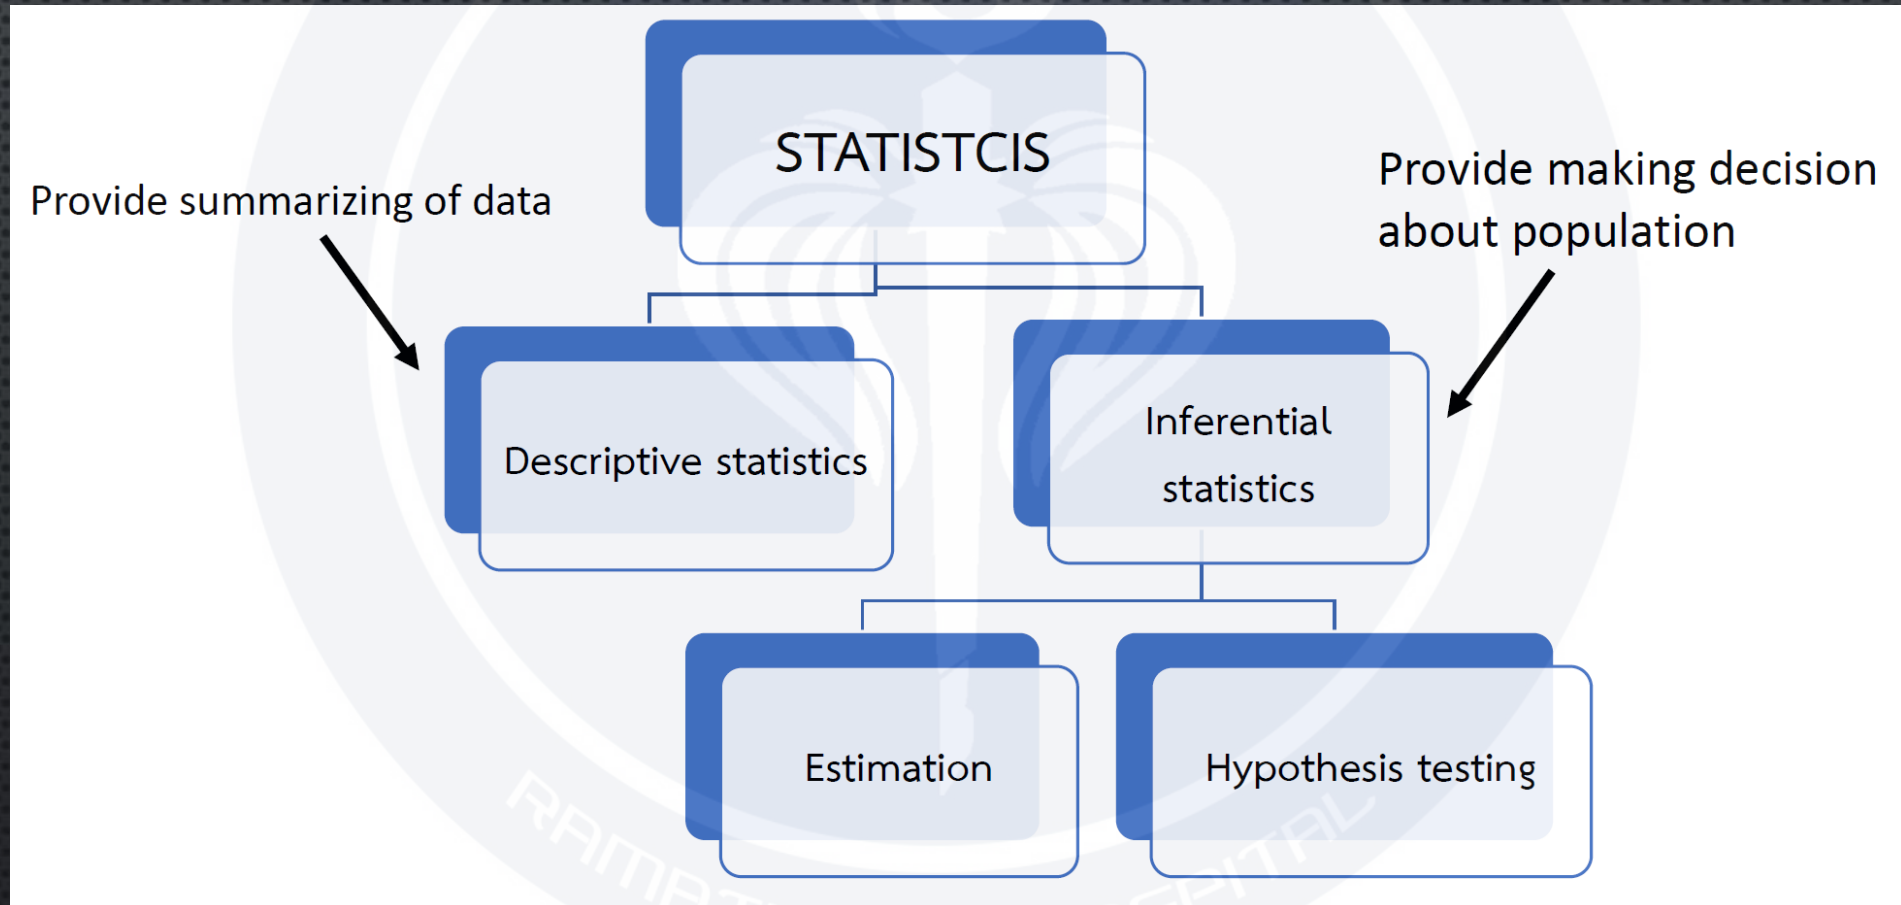 STATISTCIS
Provide summarizing of data
Provide making decision
about population
Descriptive statistics
Inferential
statistics
Estimation
Hypothesis testing